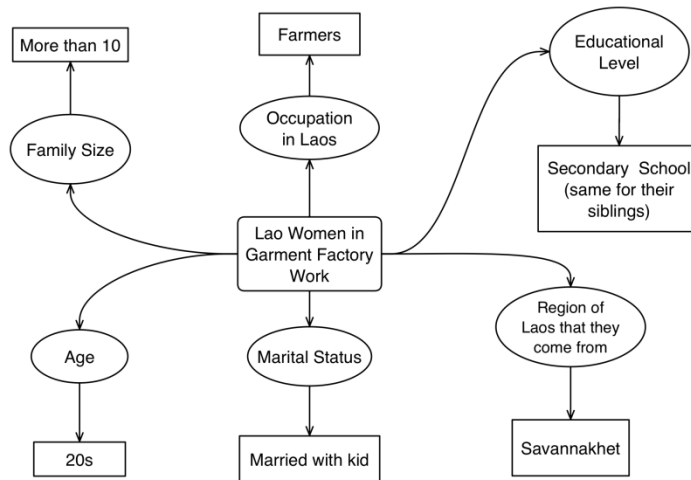 More than 10
Farmers
Educational
Level
Family Size
Occupation
in Laos
Secondary School
(same for their
siblings)
Lao Women in
Garment Factory
Work
Age
Marital Status
Region of
Laos that they
come from
20s
Married with kid
Savannakhet